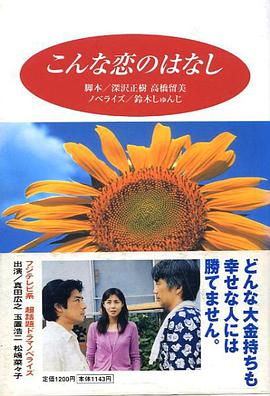 こんな恋のはなし
脚本／深沢正樹 高橋留美
ノベライズ／鈴木しゅんじ
どんな大金持ちも
幸せな人には
勝てません。
フジテレビ系 超話題ドラマノベライズ
出演／真田広之 玉置浩二 松嶋菜々子
定価1200円 本体1143円